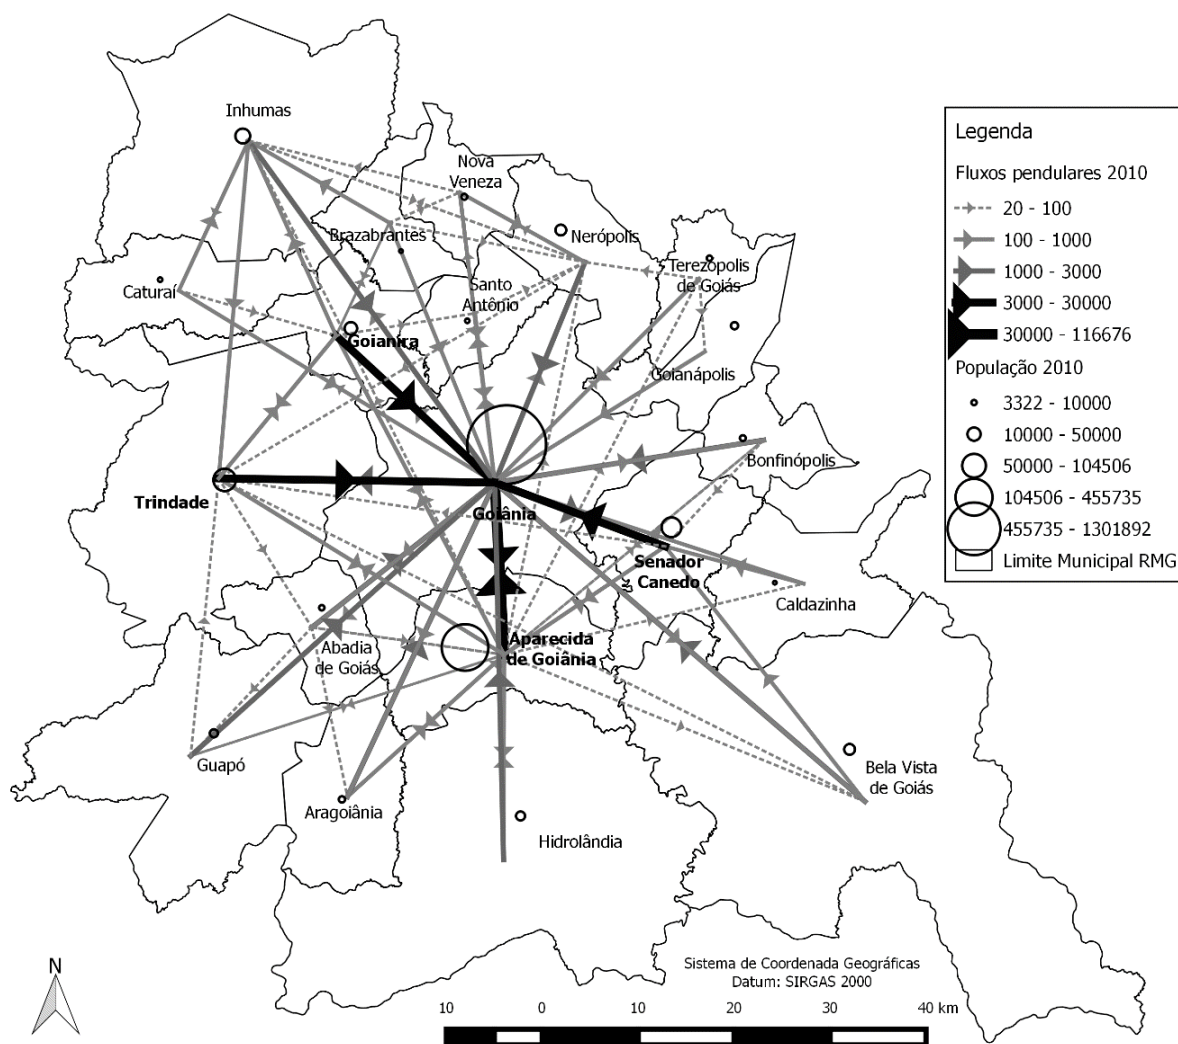 Inhumas
Nova
Veneza
Nerópolis
Brazabrantes
Terezópolis
de Goiás
Santo
Antônio
Caturaí
Goianira
Goianápolis
Bonfinópolis
Trindade
Goiânia
Senador
Canedo
Caldazinha
Abadia
de Goiás
Aparecida
de Goiânia
Guapó
Bela Vista
de Goiás
Aragoiânia
Hidrolândia
Legenda
Fluxos pendulares 2010
20 - 100
100 - 1000
1000 - 3000
3000 - 30000
30000 - 116676
População 2010
3322 - 10000
10000 - 50000
50000 - 104506
104506 - 455735
455735 - 1301892
Limite Municipal RMG
Sistema de Coordenada Geográficas
Datum: SIRGAS 2000
N
10 0 10 20 30 40 km